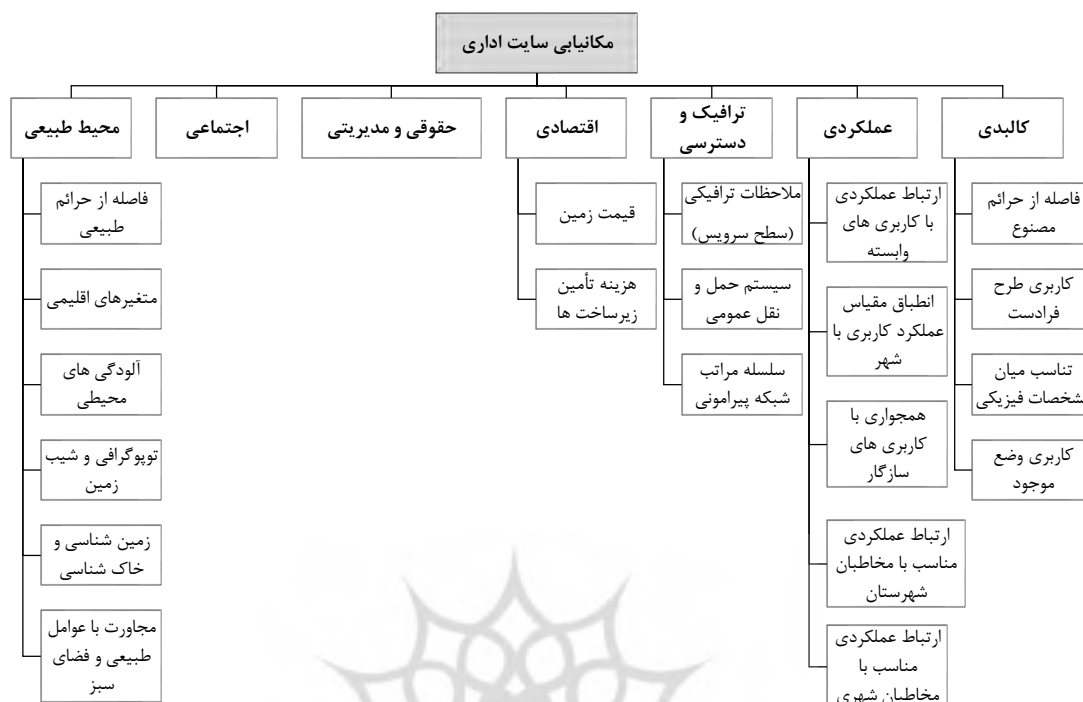 مکانیابی سایت اداری
کالبدی
عملکردی
ترافیک و
دسترسی
اقتصادی
حقوقی و مدیریتی
اجتماعی
محیط طبیعی
فاصله از حرائم
مصنوع
کاربری طرح
فرادست
تناسب میان
مشخصات فیزیکی
کاربری وضع
موجود
ارتباط عملکردی
با کاربری های
وابسته
انطباق مقیاس
عملکرد کاربری با
شهر
همجواری با
کاربری های
سازگار
ارتباط عملکردی
مناسب با مخاطبان
شهرستان
ارتباط عملکردی
مناسب با
مخاطبان شهری
ملاحظات ترافیکی
(سطح سرویس)
سیستم حمل و
نقل عمومی
سلسله مراتب
شبکه پیرامونی
قیمت زمین
هزینه تأمین
زیرساخت ها
فاصله از حرائم
طبیعی
متغیرهای اقلیمی
آلودگی های
محیطی
توپوگرافی و شیب
زمین
زمین شناسی و
خاک شناسی
مجاورت با عوامل
طبیعی و فضای
سبز